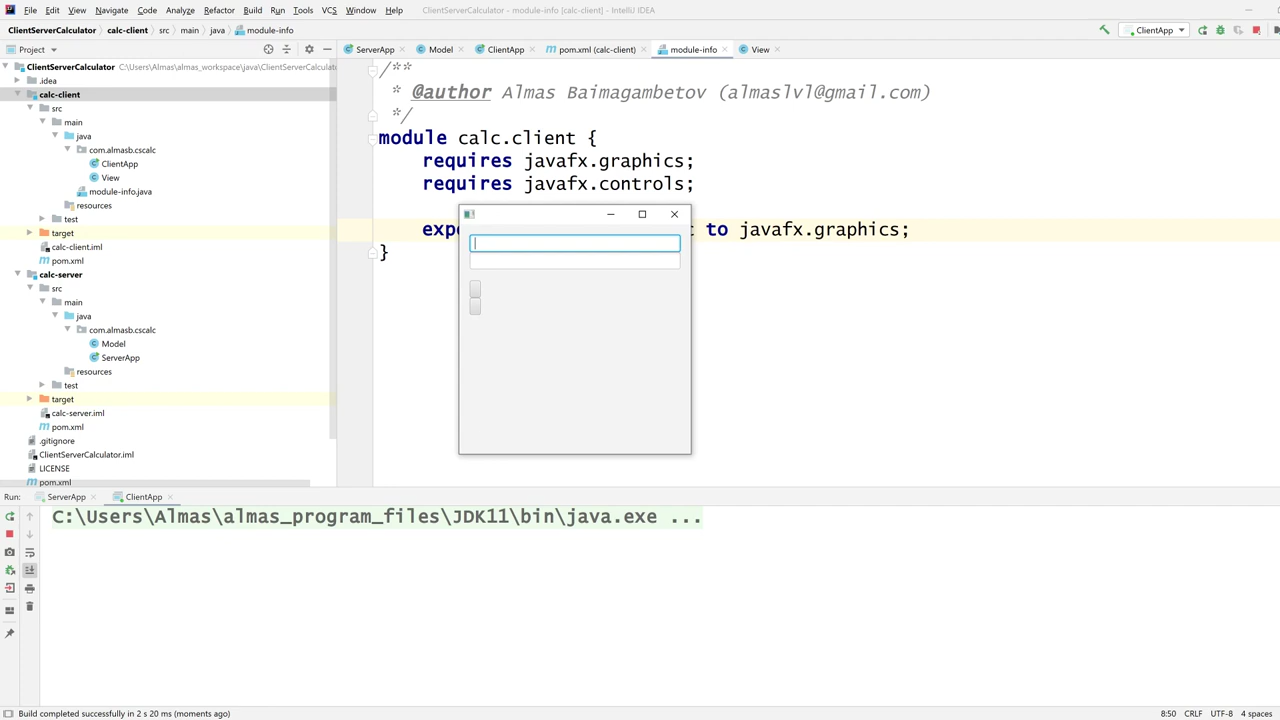 File Edit View Navigate Code Analyze Refactor Build Run Tools VCS Window Help ClientServerCalculator - module-info [calc-client] - IntelliJ IDEA
ClientServerCalculator calc-client src main java module-info ClientApp
Project ServerApp Model ClientApp pom.xml (calc-client) module-info View
ClientServerCalculator C:\Users\Almas\almas_workspace\java\ClientServerCalculat
.idea
calc-client
src
main
java
com.almasb.cscalc
ClientApp
View
module-info.java
resources
test
target
calc-client.iml
pom.xml
calc-server
src
main
java
com.almasb.cscalc
Model
ServerApp
resources
test
target
calc-server.iml
pom.xml
.gitignore
ClientServerCalculator.iml
LICENSE
pom.xml
/**
* @author Almas Baimagambetov (almaslvl@gmail.com)
*/
module calc.client {
requires javafx.graphics;
requires javafx.controls;
to javafx.graphics;
}
Run: ServerApp ClientApp
C:\Users\Almas\almas_program_files\JDK11\bin\java.exe ...
Build completed successfully in 2 s 20 ms (moments ago) 8:50 CRLF UTF-8 4 spaces